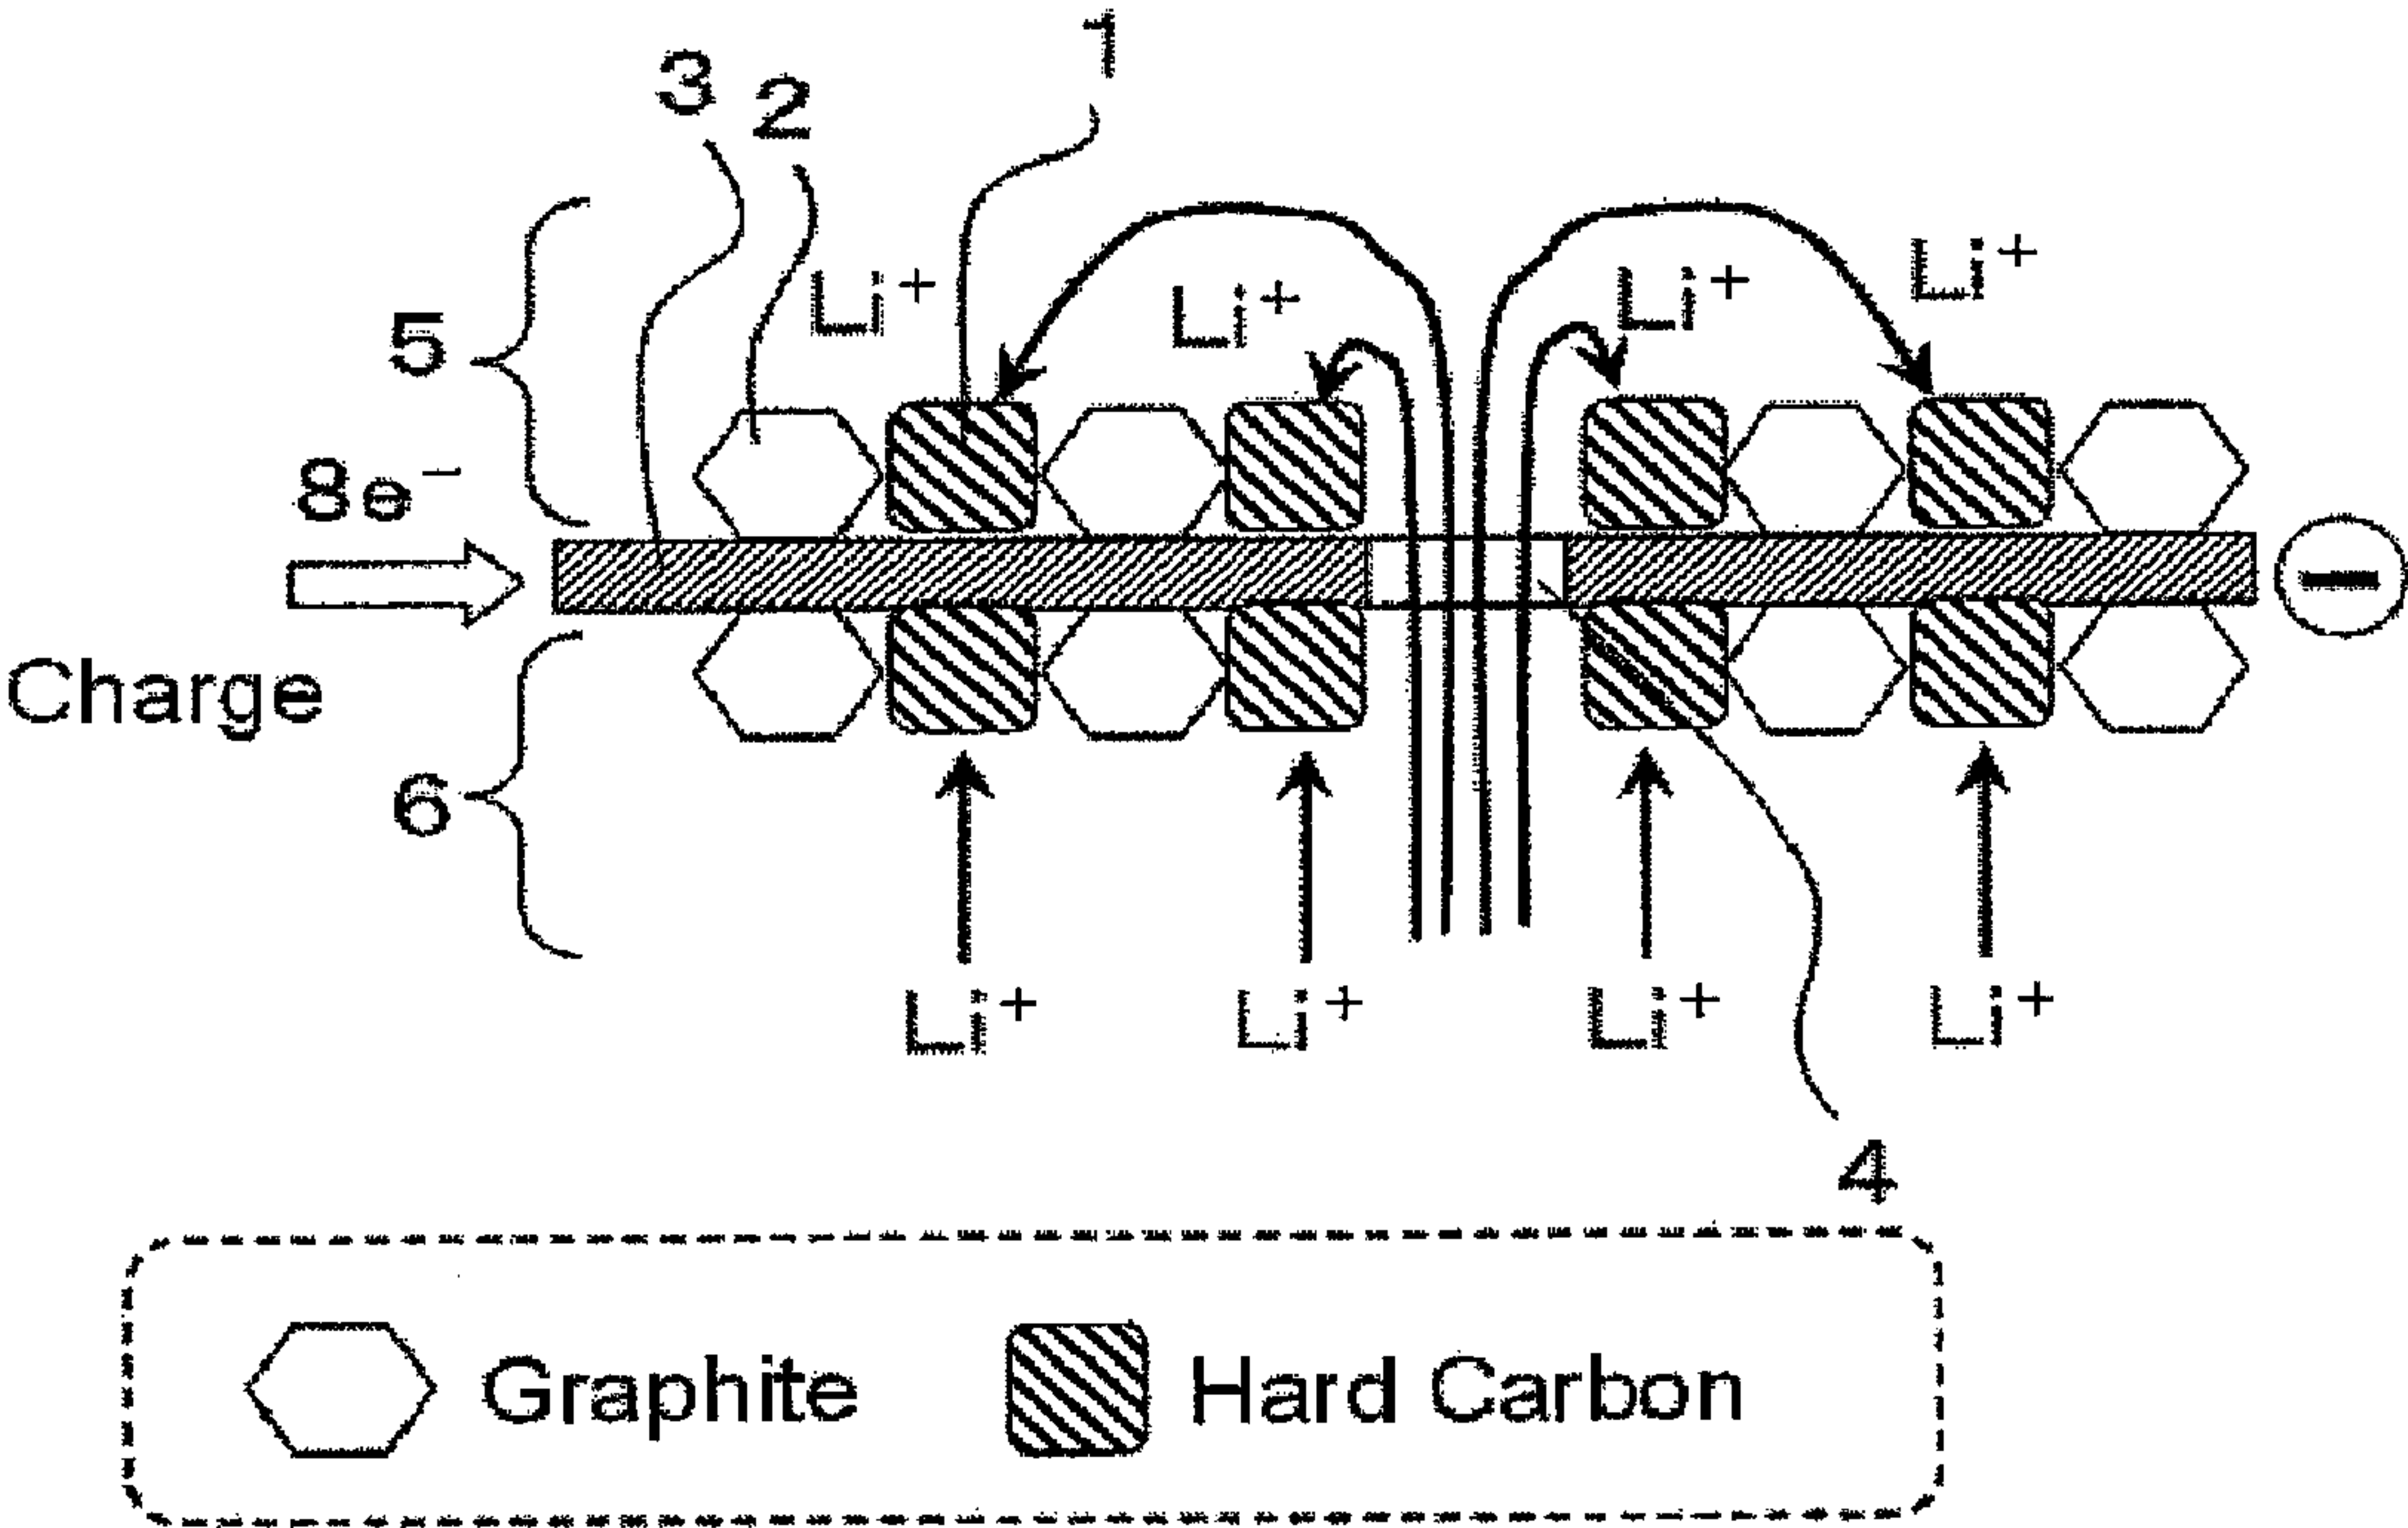 1
3 2
Li⁺ Li⁺ Li⁺ Li⁺
5
8e⁻
−
Charge
6
Li⁺ Li⁺ Li⁺ Li⁺
4
Graphite Hard Carbon